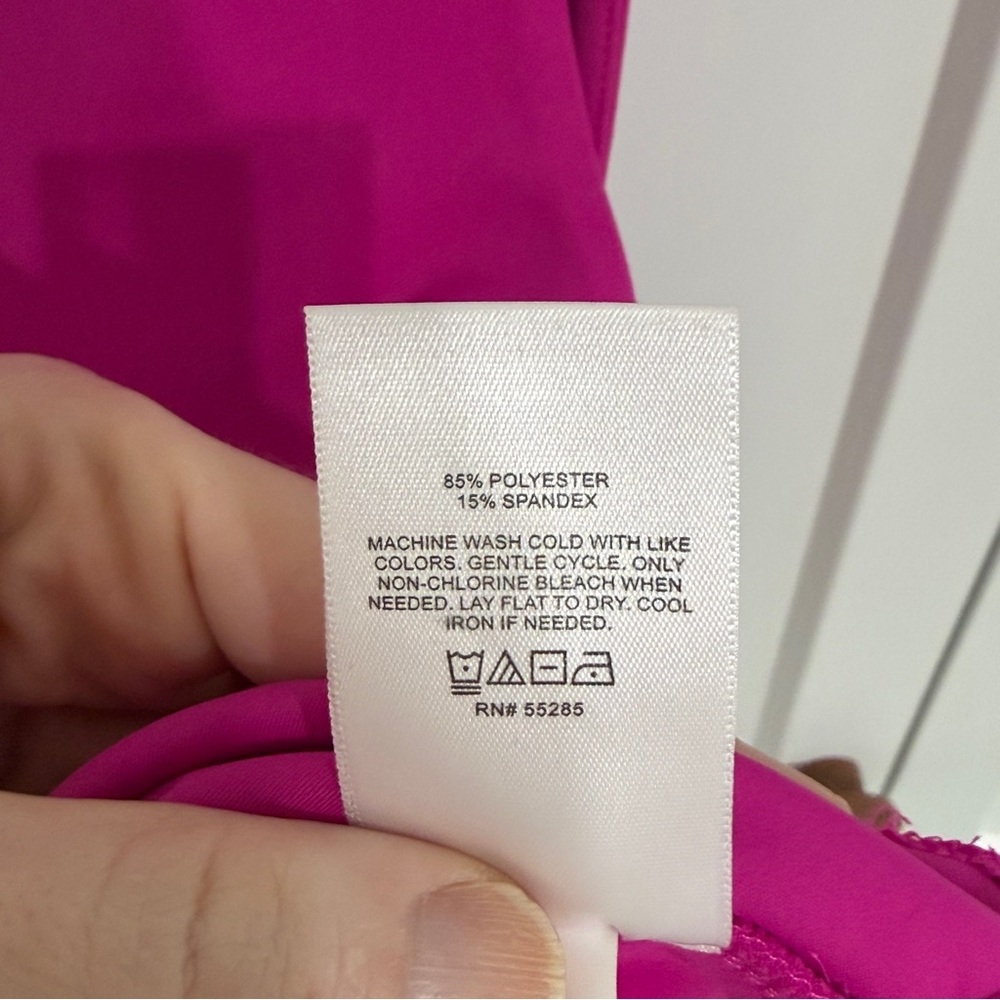 85% POLYESTER
15% SPANDEX
MACHINE WASH COLD WITH LIKE
COLORS. GENTLE CYCLE. ONLY
NON-CHLORINE BLEACH WHEN
NEEDED. LAY FLAT TO DRY. COOL
IRON IF NEEDED.
RN# 55285